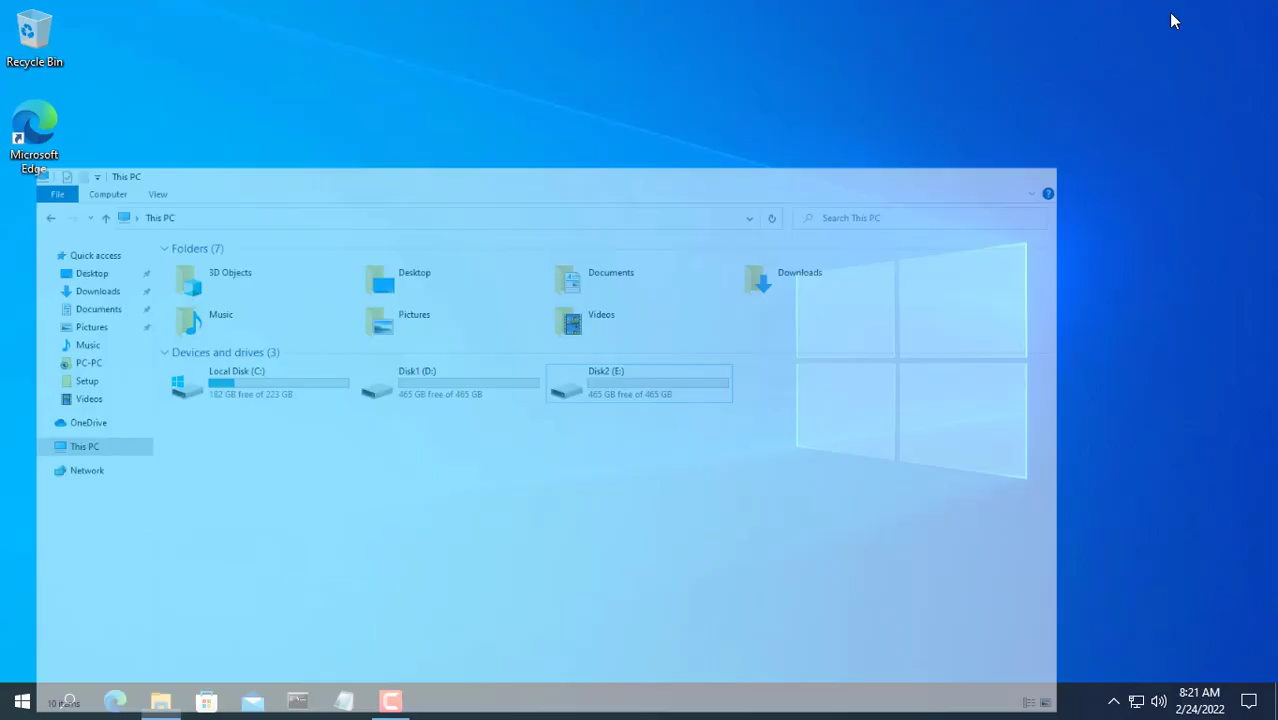 Recycle Bin
Microsoft
Edge
This PC
File
Computer
View
This PC
Search This PC
Quick access
Desktop
Downloads
Documents
Pictures
Music
PC-PC
Setup
Videos
OneDrive
This PC
Network
Folders (7)
3D Objects
Desktop
Documents
Downloads
Music
Pictures
Videos
Devices and drives (3)
Local Disk (C:)
182 GB free of 223 GB
Disk1 (D:)
465 GB free of 465 GB
Disk2 (E:)
465 GB free of 465 GB
10 items
8:21 AM
2/24/2022